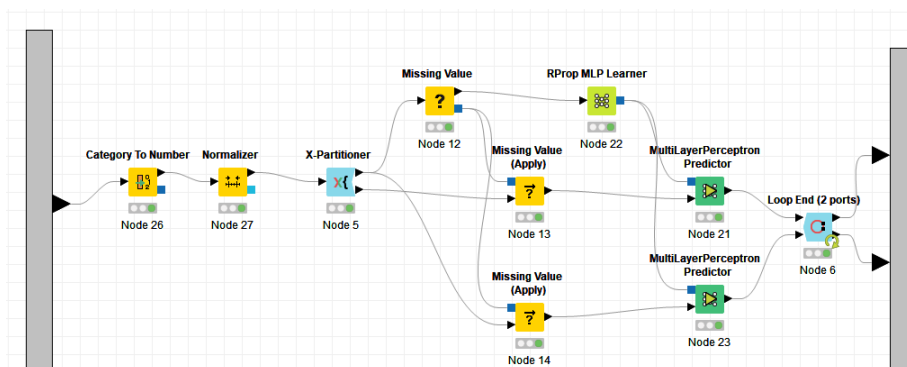 Missing Value
RProp MLP Learner
Node 12
Node 22
Category To Number
Normalizer
X-Partitioner
Missing Value
(Apply)
MultiLayerPerceptron
Predictor
Node 26
Node 27
Node 5
Node 13
Node 21
Loop End (2 ports)
Node 6
Missing Value
(Apply)
MultiLayerPerceptron
Predictor
Node 14
Node 23